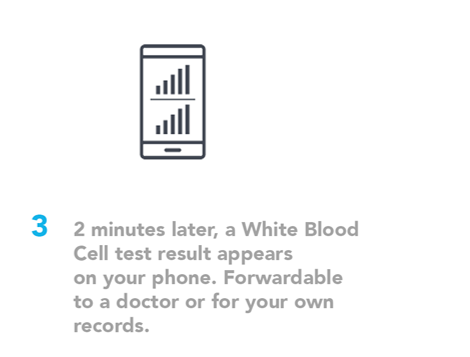 3 2 minutes later, a White Blood
Cell test result appears
on your phone. Forwardable
to a doctor or for your own
records.